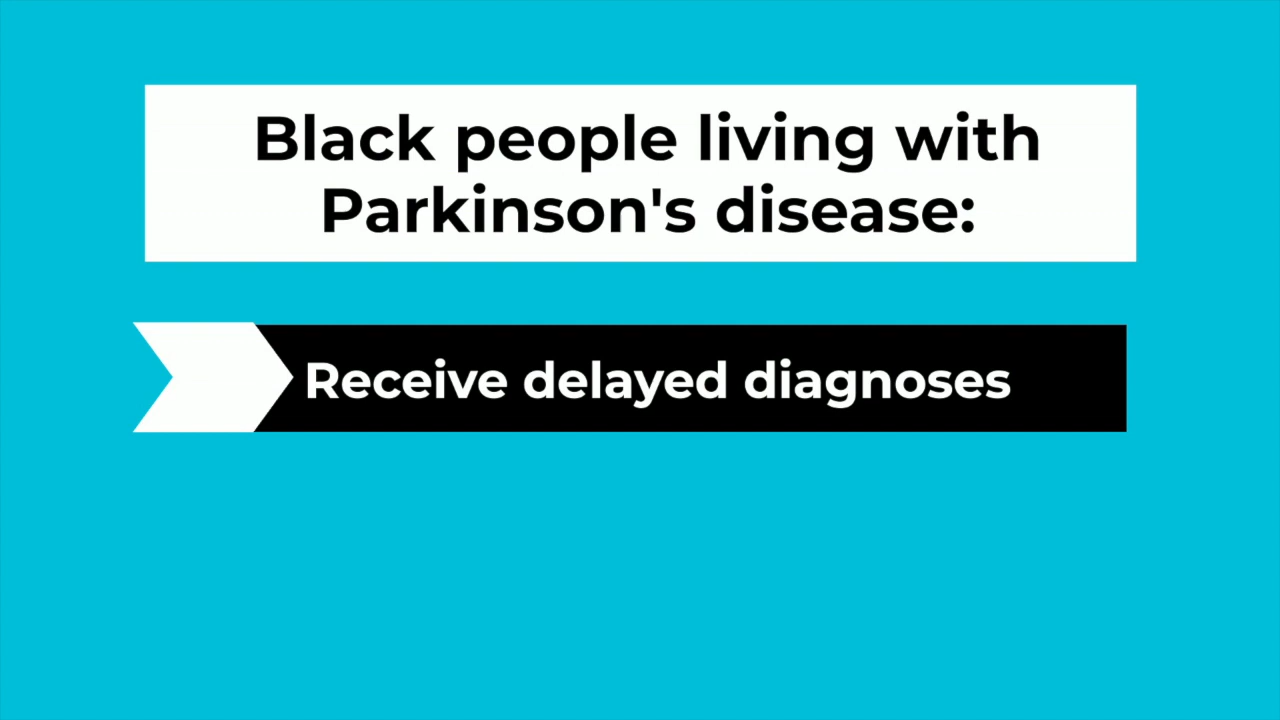 Black people living with
Parkinson's disease:
Receive delayed diagnoses